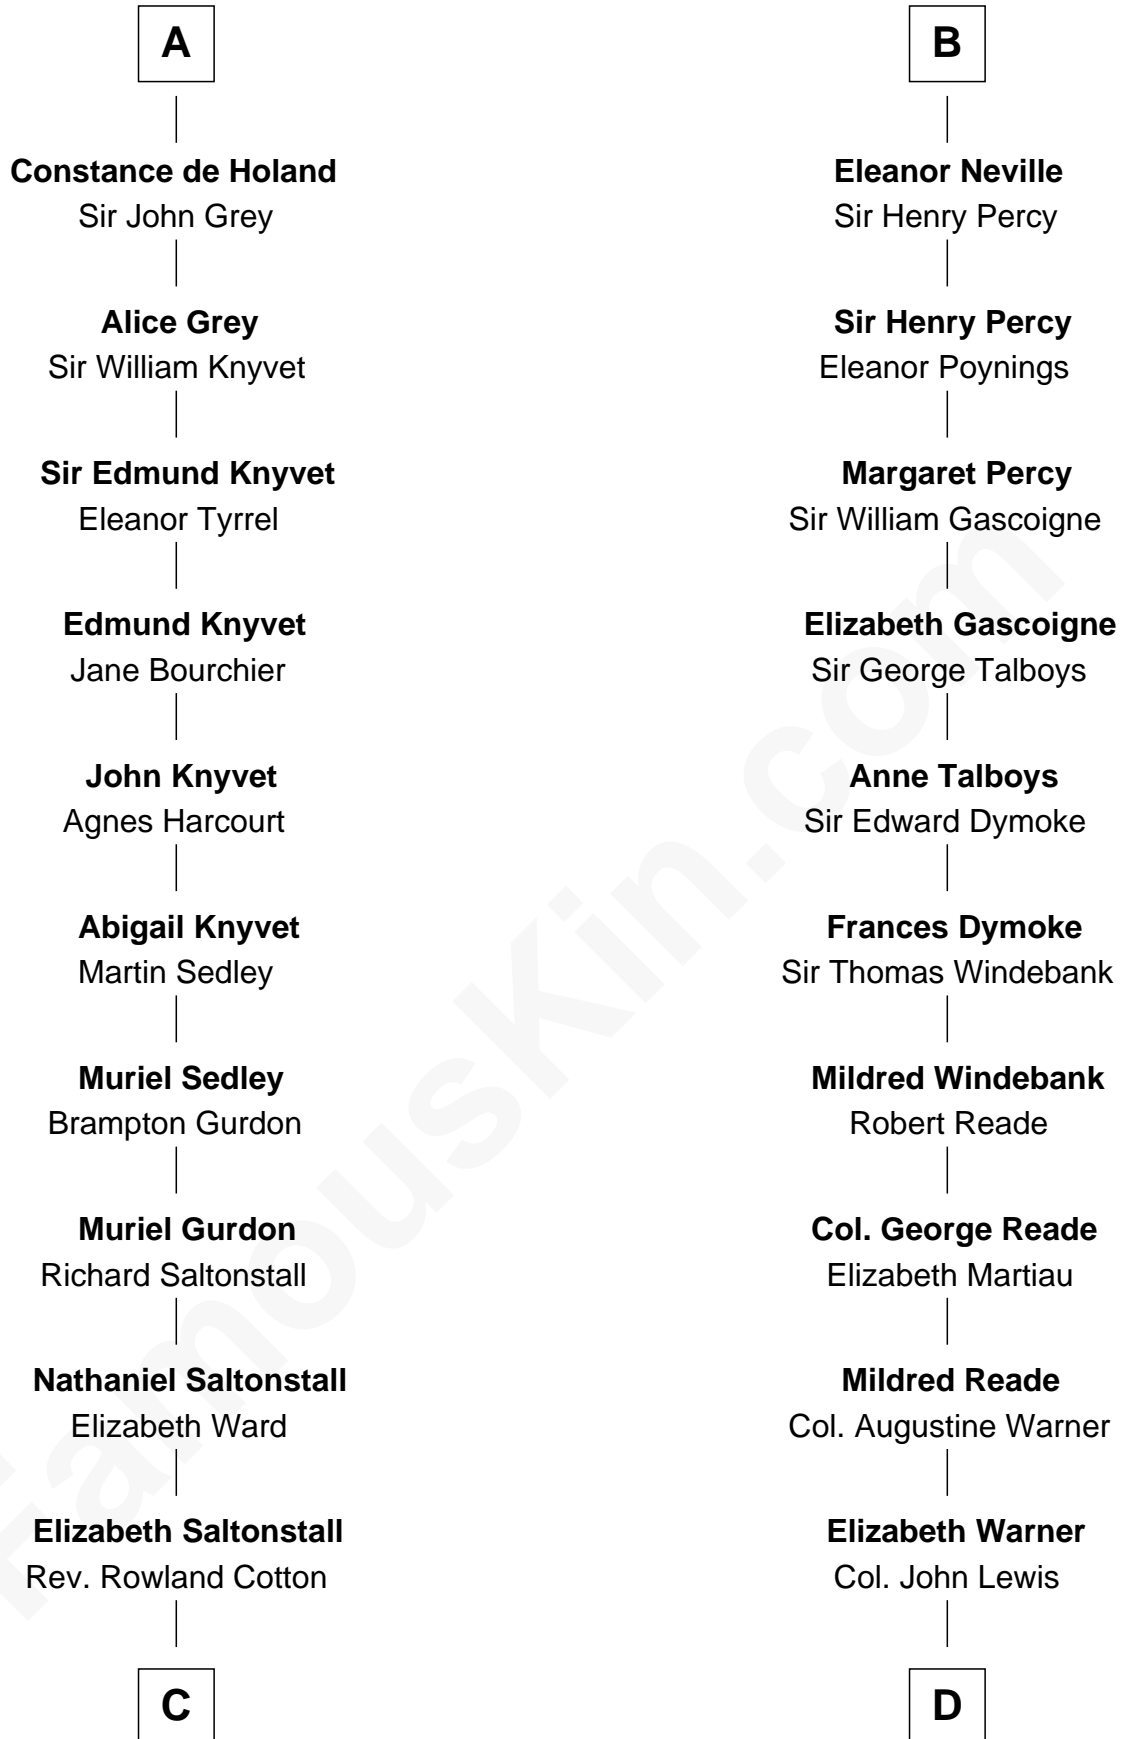 A
Constance de Holand
Sir John Grey
Alice Grey
Sir William Knyvet
Sir Edmund Knyvet
Eleanor Tyrrel
Edmund Knyvet
Jane Bourchier
John Knyvet
Agnes Harcourt
Abigail Knyvet
Martin Sedley
Muriel Sedley
Brampton Gurdon
Muriel Gurdon
Richard Saltonstall
Nathaniel Saltonstall
Elizabeth Ward
Elizabeth Saltonstall
Rev. Rowland Cotton
C
B
Eleanor Neville
Sir Henry Percy
Sir Henry Percy
Eleanor Poynings
Margaret Percy
Sir William Gascoigne
Elizabeth Gascoigne
Sir George Talboys
Anne Talboys
Sir Edward Dymoke
Frances Dymoke
Sir Thomas Windebank
Mildred Windebank
Robert Reade
Col. George Reade
Elizabeth Martiau
Mildred Reade
Col. Augustine Warner
Elizabeth Warner
Col. John Lewis
D
FamousKin.com